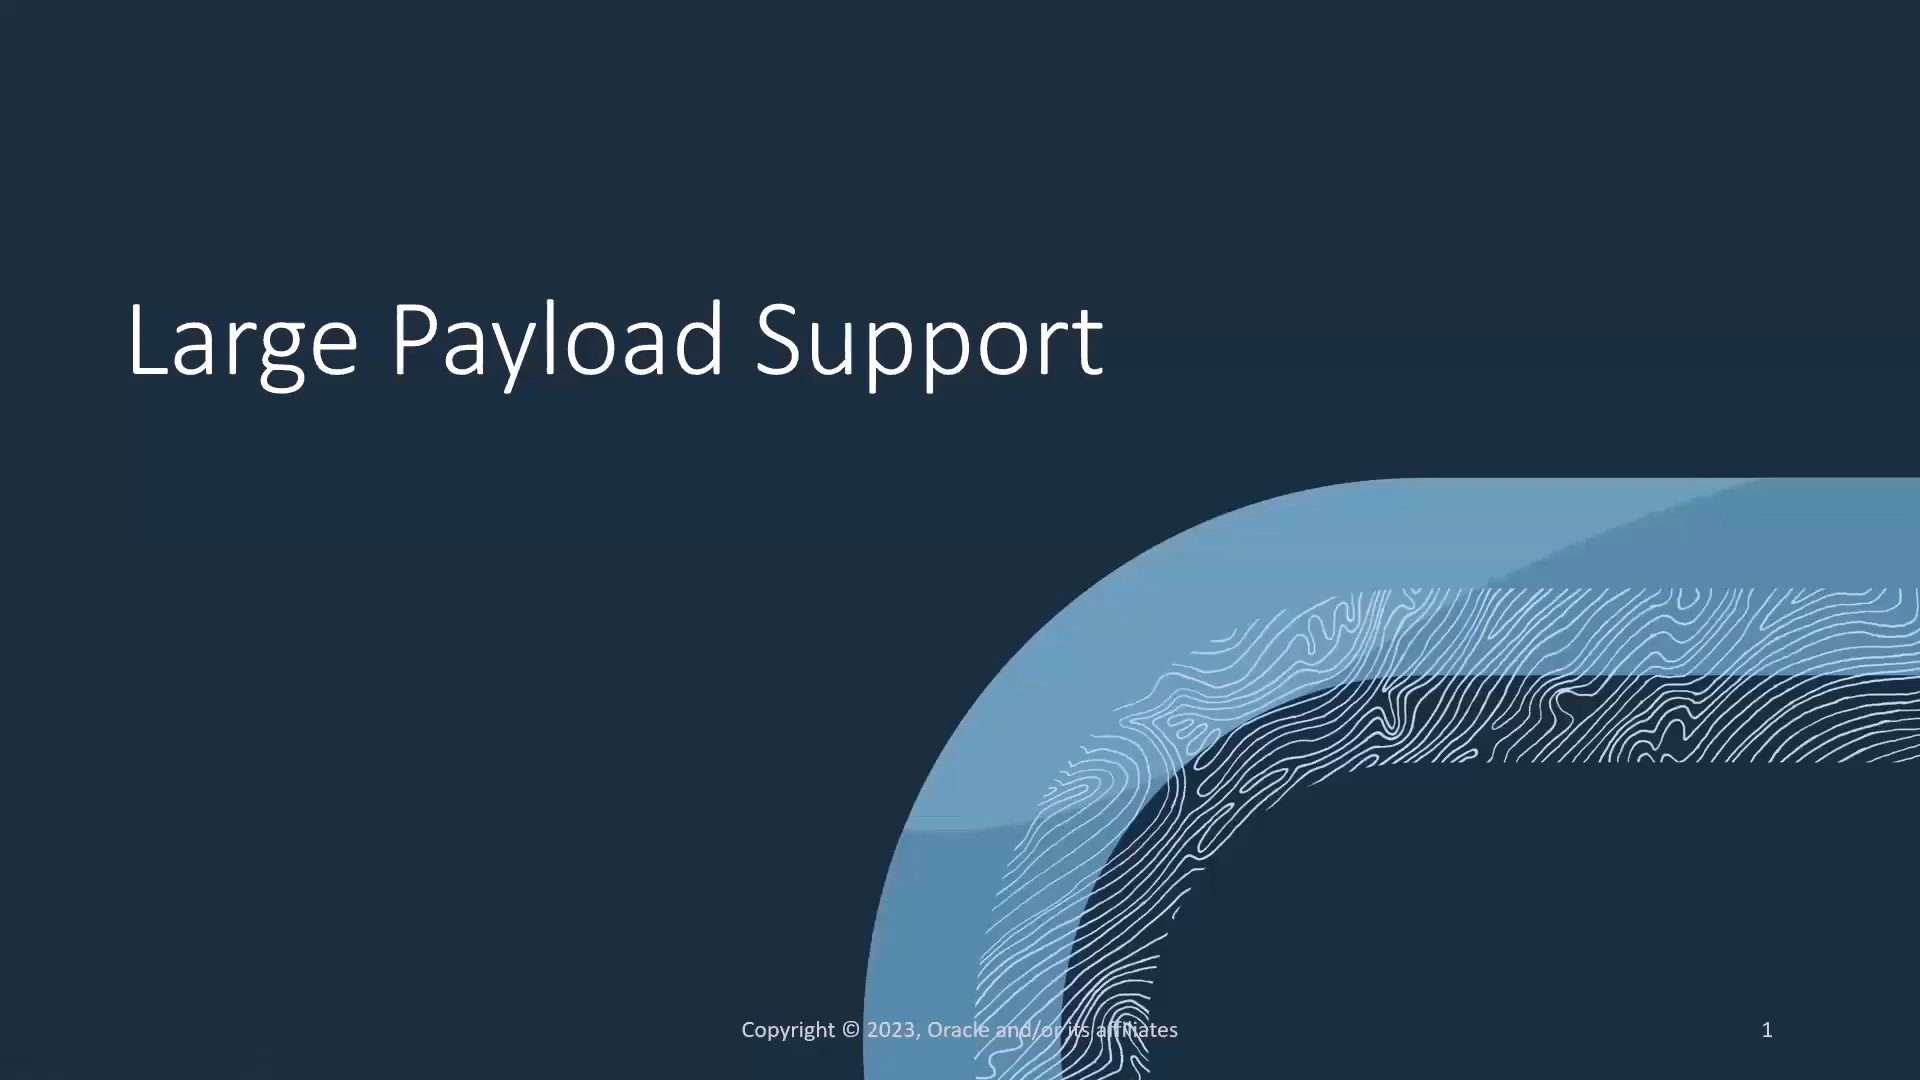 Large Payload Support
Copyright © 2023, Oracle and/or its affiliates
1